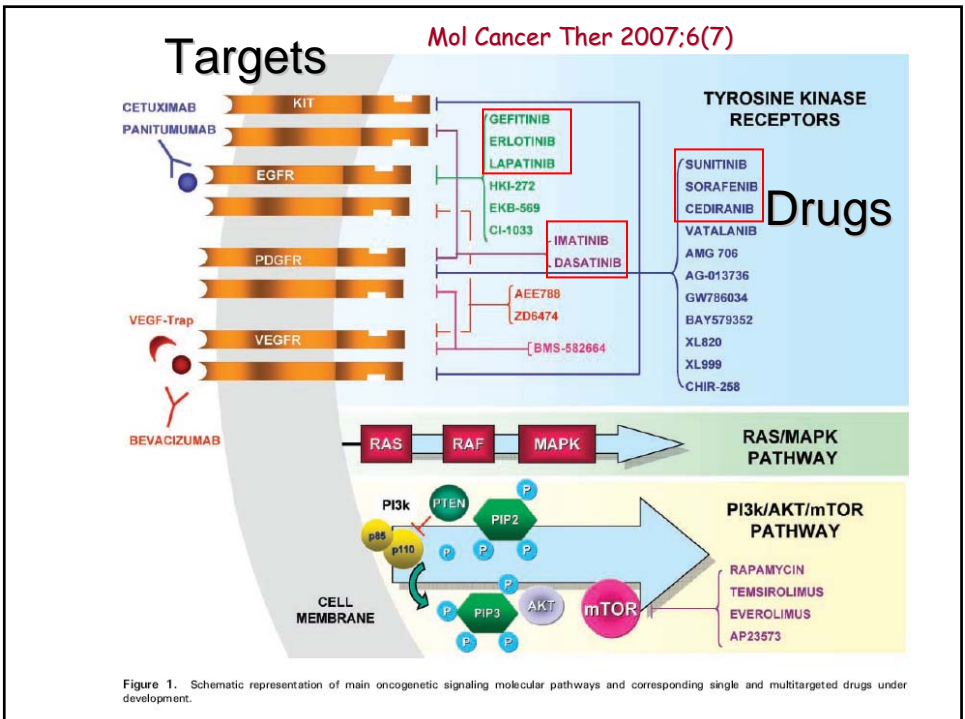 Targets
Mol Cancer Ther 2007;6(7)
CETUXIMAB
PANITUMUMAB
KIT
EGFR
PDGFR
VEGF-Trap
VEGFR
BEVACIZUMAB
GEFITINIB
ERLOTINIB
LAPATINIB
HKI-272
EKB-569
CI-1033
IMATINIB
DASATINIB
AEE788
ZD6474
BMS-582664
TYROSINE KINASE
RECEPTORS
SUNITINIB
SORAFENIB
CEDIRANIB
Drugs
VATALANIB
AMG 706
AG-013736
GW786034
BAY579352
XL820
XL999
CHIR-258
RAS
RAF
MAPK
RAS/MAPK
PATHWAY
PI3k
PTEN
p85
p110
P
PIP2
P
P
P
P
PIP3
P
P
P
AKT
mTOR
CELL
MEMBRANE
PI3k/AKT/mTOR
PATHWAY
RAPAMYCIN
TEMSIROLIMUS
EVEROLIMUS
AP23573
Figure 1. Schematic representation of main oncogenetic signaling molecular pathways and corresponding single and multitargeted drugs under
development.